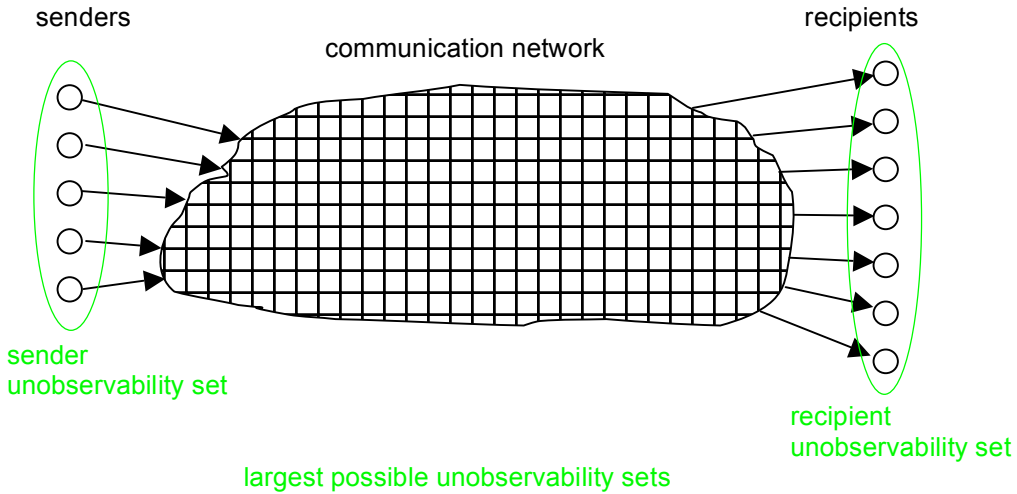 senders
recipients
communication network
sender
unobservability set
recipient
unobservability set
largest possible unobservability sets